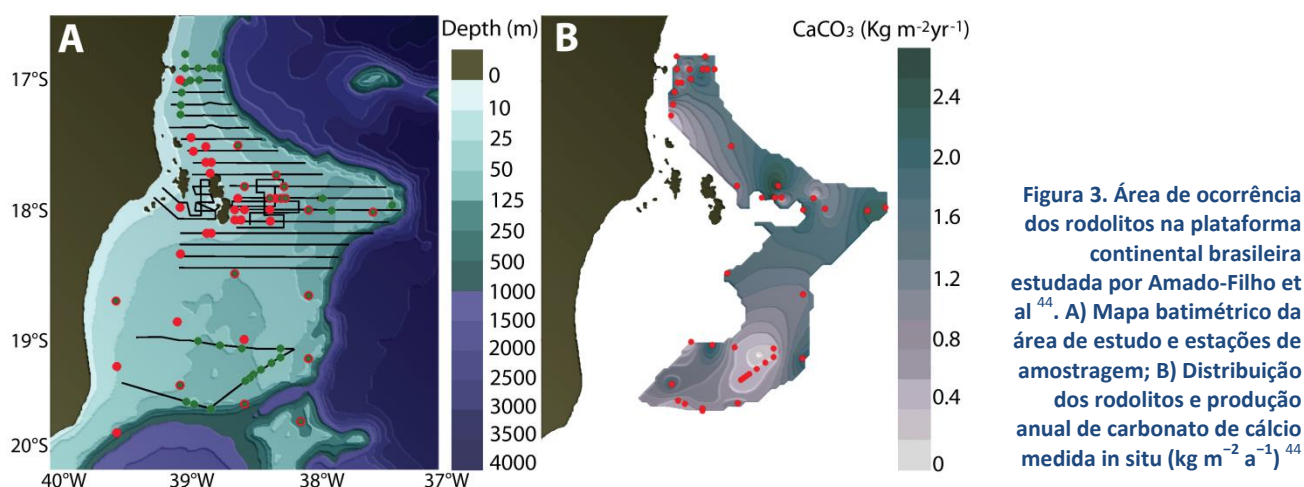 A
Depth (m)
0
10
25
50
125
250
500
1000
1500
2000
2500
3000
3500
4000
17°S
18°S
19°S
20°S
40°W
39°W
38°W
37°W
B
CaCO₃ (Kg m⁻²yr⁻¹)
2.4
2.0
1.6
1.2
0.8
0.4
0
Figura 3. Área de ocorrência
dos rodolitos na plataforma
continental brasileira
estudada por Amado-Filho et
al ⁴⁴. A) Mapa batimétrico da
área de estudo e estações de
amostragem; B) Distribuição
dos rodolitos e produção
anual de carbonato de cálcio
medida in situ (kg m⁻² a⁻¹) ⁴⁴